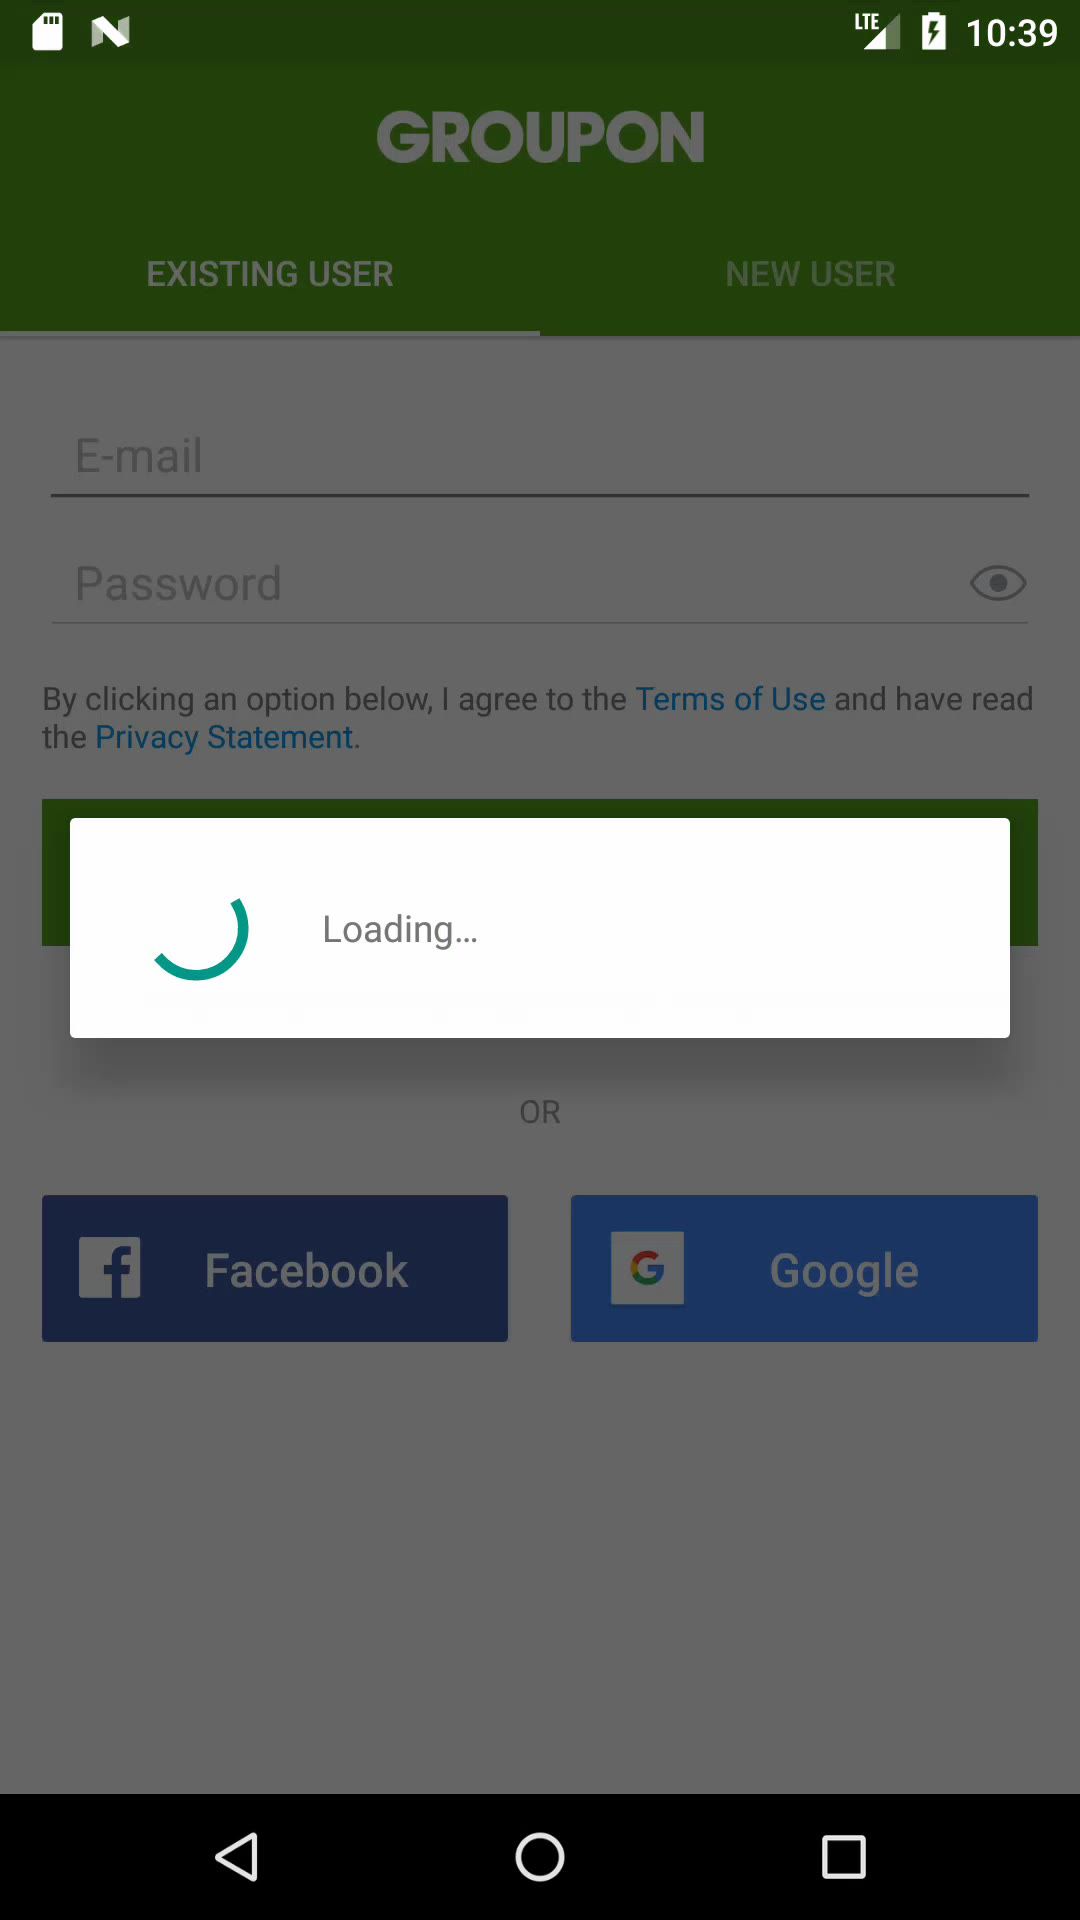 LTE 10:39
GROUPON
EXISTING USER NEW USER
E-mail
Password
By clicking an option below, I agree to the Terms of Use and have read
the Privacy Statement.
Loading…
OR
Facebook Google